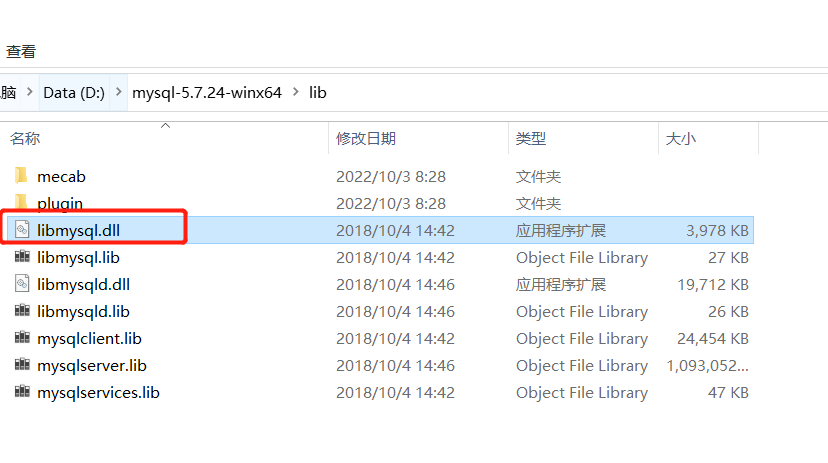 查看
脑 > Data (D:) > mysql-5.7.24-winx64 > lib
名称 修改日期 类型 大小
mecab 2022/10/3 8:28 文件夹
plugin 2022/10/3 8:28 文件夹
libmysql.dll 2018/10/4 14:42 应用程序扩展 3,978 KB
libmysql.lib 2018/10/4 14:42 Object File Library 27 KB
libmysqld.dll 2018/10/4 14:46 应用程序扩展 19,712 KB
libmysqld.lib 2018/10/4 14:46 Object File Library 26 KB
mysqlclient.lib 2018/10/4 14:42 Object File Library 24,454 KB
mysqlserver.lib 2018/10/4 14:46 Object File Library 1,093,052...
mysqlservices.lib 2018/10/4 14:42 Object File Library 47 KB